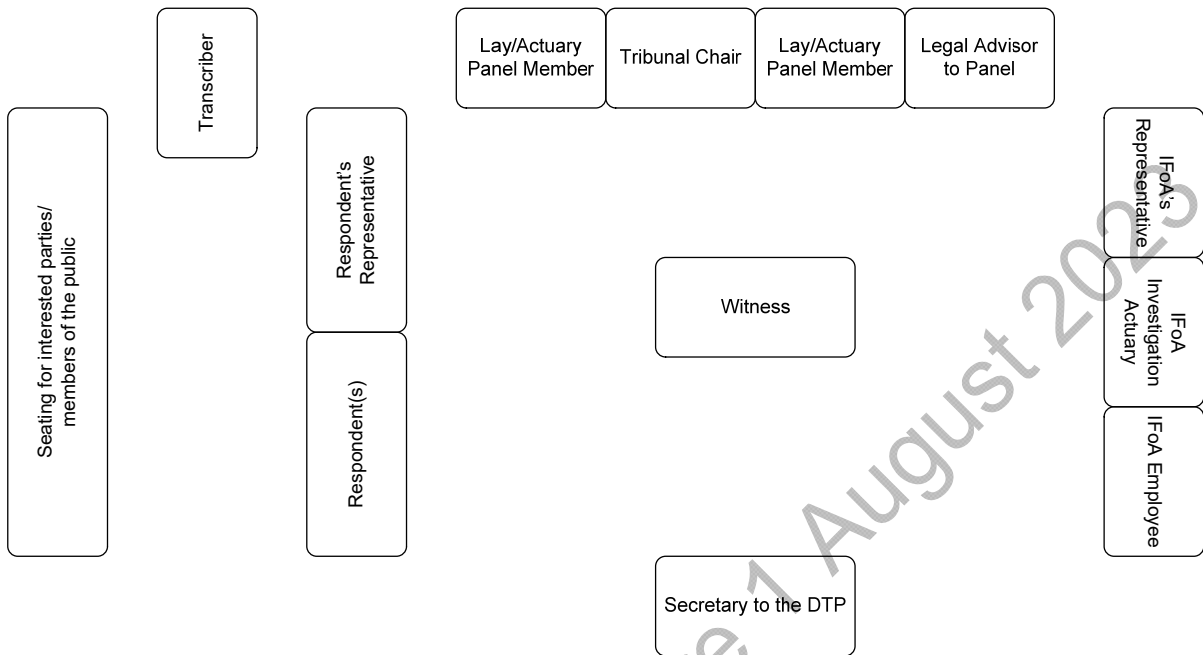 Transcriber
Lay/Actuary
Panel Member
Tribunal Chair
Lay/Actuary
Panel Member
Legal Advisor
to Panel
Seating for interested parties/
members of the public
Respondent's
Representative
Respondent(s)
Witness
IFoA's
Representative
IFoA
Investigation
Actuary
IFoA Employee
Secretary to the DTP
1 August 2023